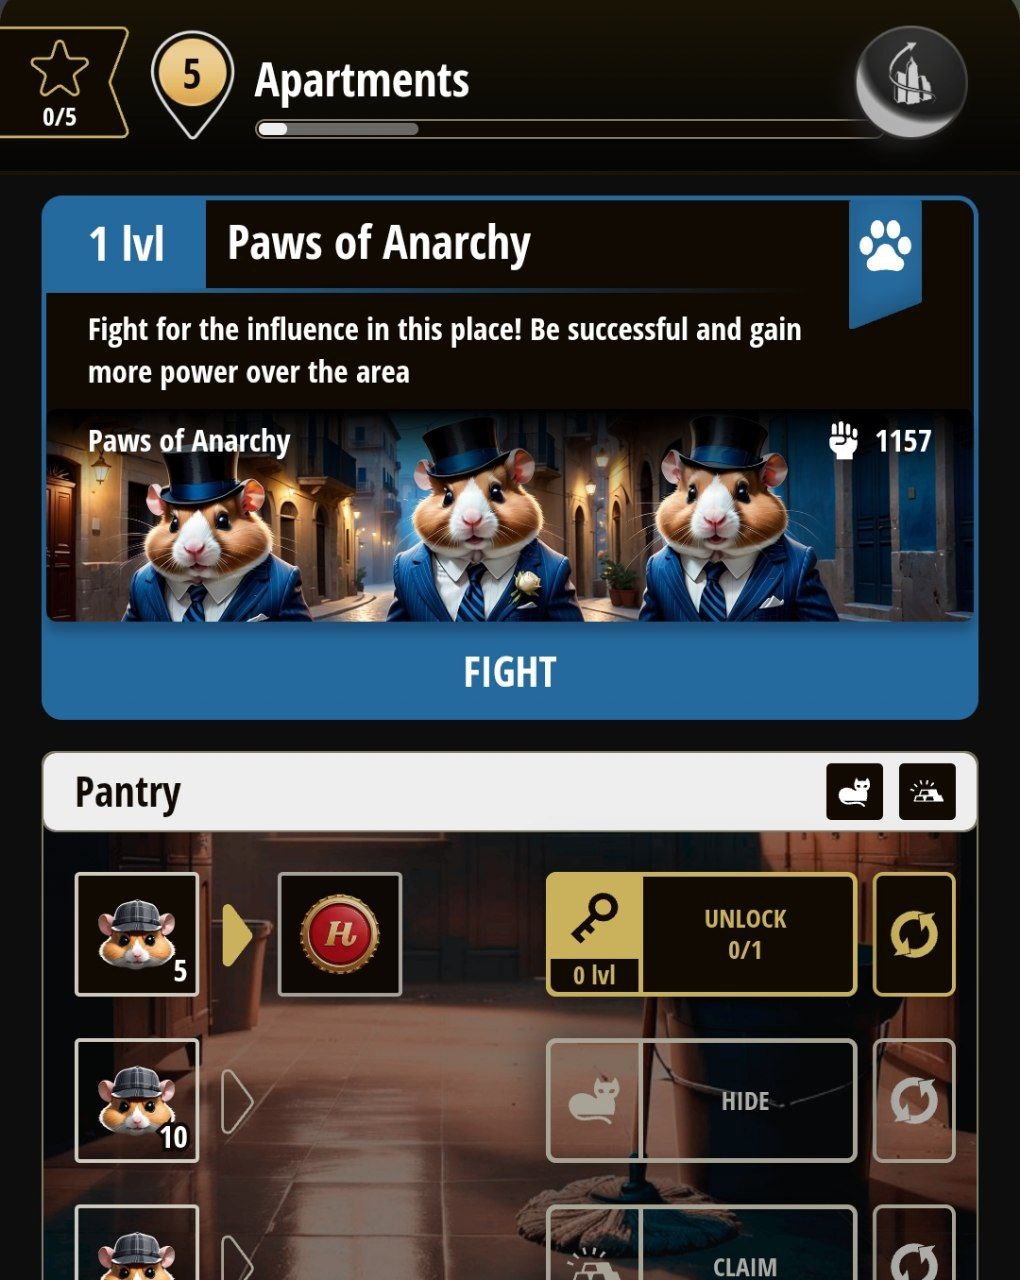 0/5
5
Apartments
1 lvl
Paws of Anarchy
Fight for the influence in this place! Be successful and gain
more power over the area
Paws of Anarchy
1157
FIGHT
Pantry
5
H
0 lvl
UNLOCK
0/1
10
HIDE
CLAIM